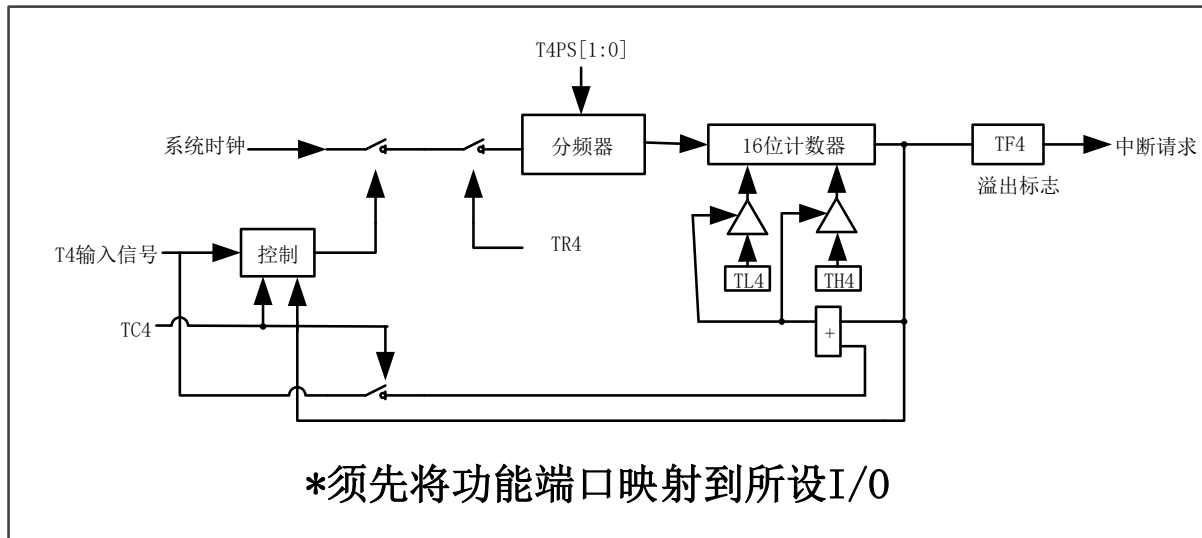 T4PS[1:0]
系统时钟
分频器
16位计数器
TF4
中断请求
溢出标志
T4输入信号
控制
TR4
TL4
TH4
TC4
+
*须先将功能端口映射到所设I/O